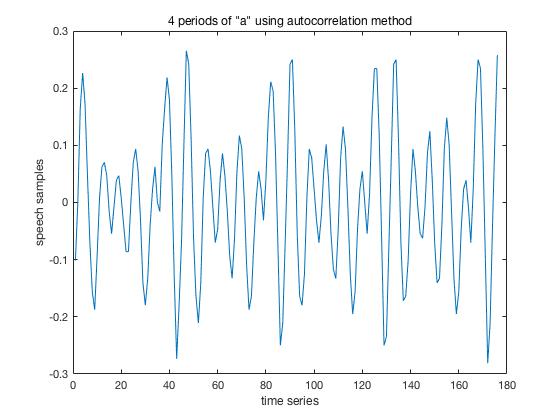 4 periods of "a" using autocorrelation method
0.3
0.2
0.1
0
-0.1
-0.2
-0.3
speech samples
0 20 40 60 80 100 120 140 160 180
time series